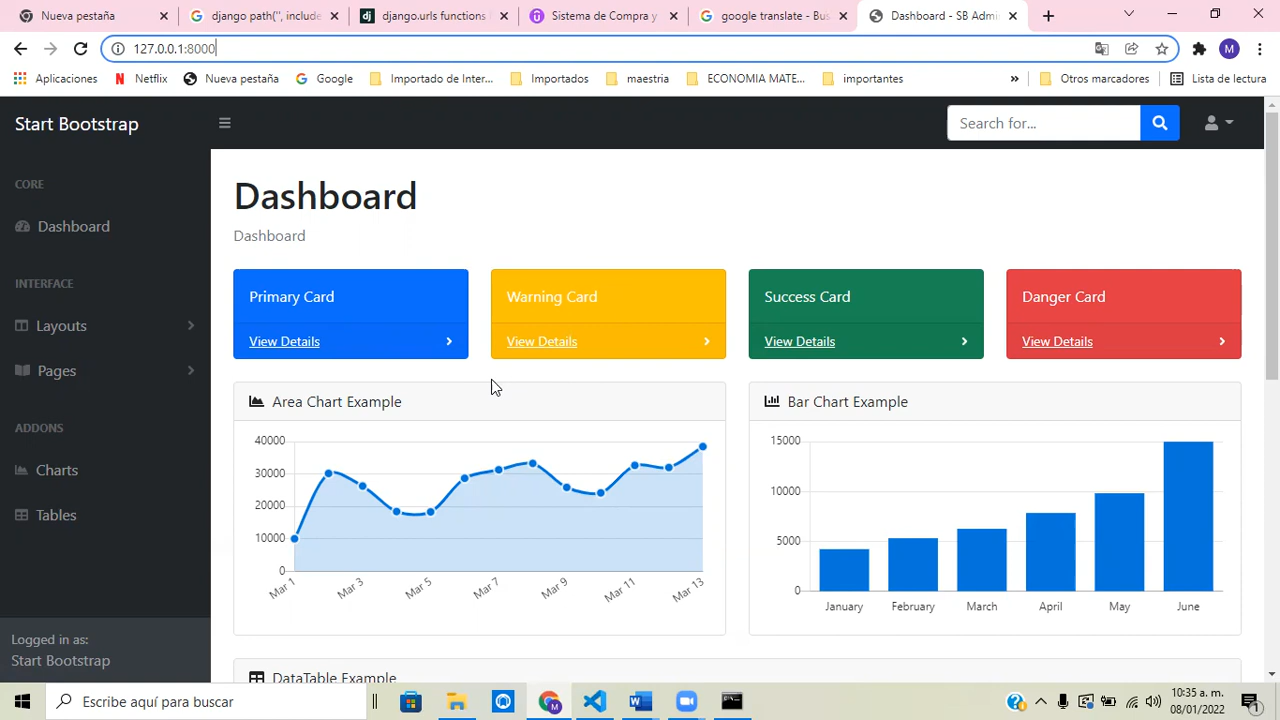 Nueva pestaña
django path('', include
django.urls functions f
Sistema de Compra y
google translate - Bus
Dashboard - SB Admi
127.0.0.1:8000
Aplicaciones
Netflix
Nueva pestaña
Google
Importado de Inter...
Importados
maestria
ECONOMIA MATE...
importantes
»
Otros marcadores
Lista de lectura
M
Start Bootstrap
Search for...
CORE
Dashboard
INTERFACE
Layouts
Pages
ADDONS
Charts
Tables
Logged in as:
Start Bootstrap
Dashboard
Dashboard
Primary Card
View Details
Warning Card
View Details
Success Card
View Details
Danger Card
View Details
Area Chart Example
40000
30000
20000
10000
0
Mar 1
Mar 3
Mar 5
Mar 7
Mar 9
Mar 11
Mar 13
Bar Chart Example
15000
10000
5000
0
January
February
March
April
May
June
DataTable Example
Escribe aquí para buscar
10:35 a. m.
08/01/2022